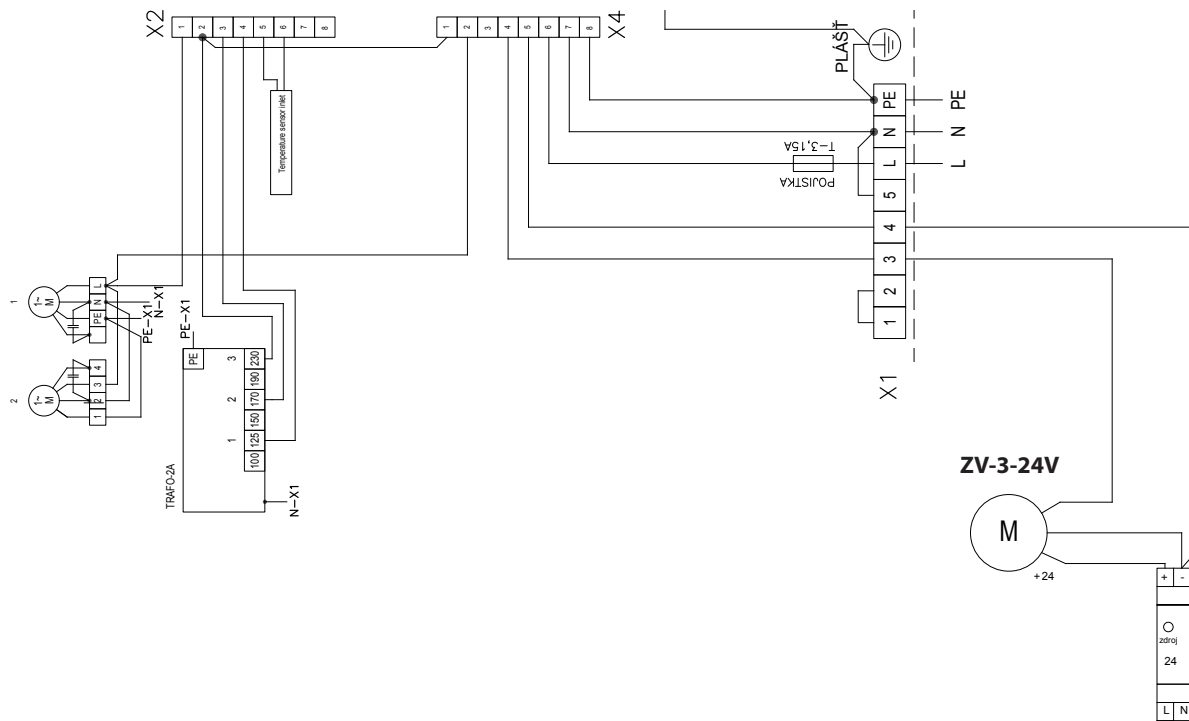 X2
1 2 3 4 5 6 7 8
1 2 3 4 5 6 7 8
X4
Temperature sensor inlet
PLÁŠŤ
PE
N
L
5
4
3
2
1
X1
PE
N
L
T-3,15A
POJISTKA
1
1~
M
L
N
PE
PE-X1
N-X1
2
1~
M
4
3
2
1
TRAFO-2A
PE
PE-X1
3
2
1
230
190
170
150
125
100
N-X1
ZV-3-24V
M
+24
+ -
zdroj
24
L N